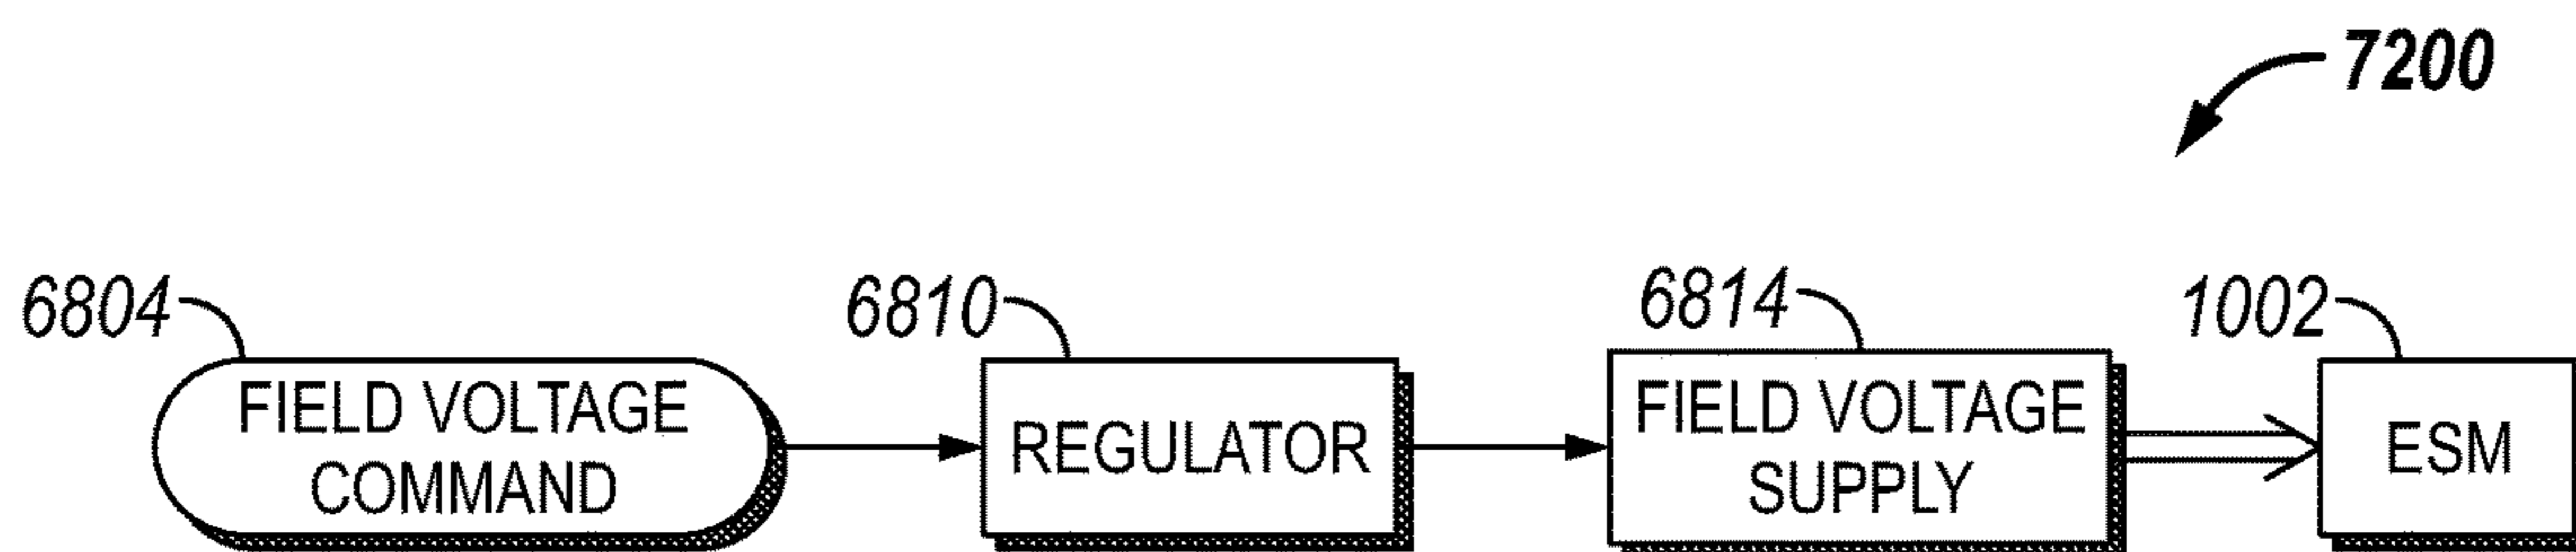 7200
6804
6810
6814
1002
FIELD VOLTAGE
COMMAND
REGULATOR
FIELD VOLTAGE
SUPPLY
ESM